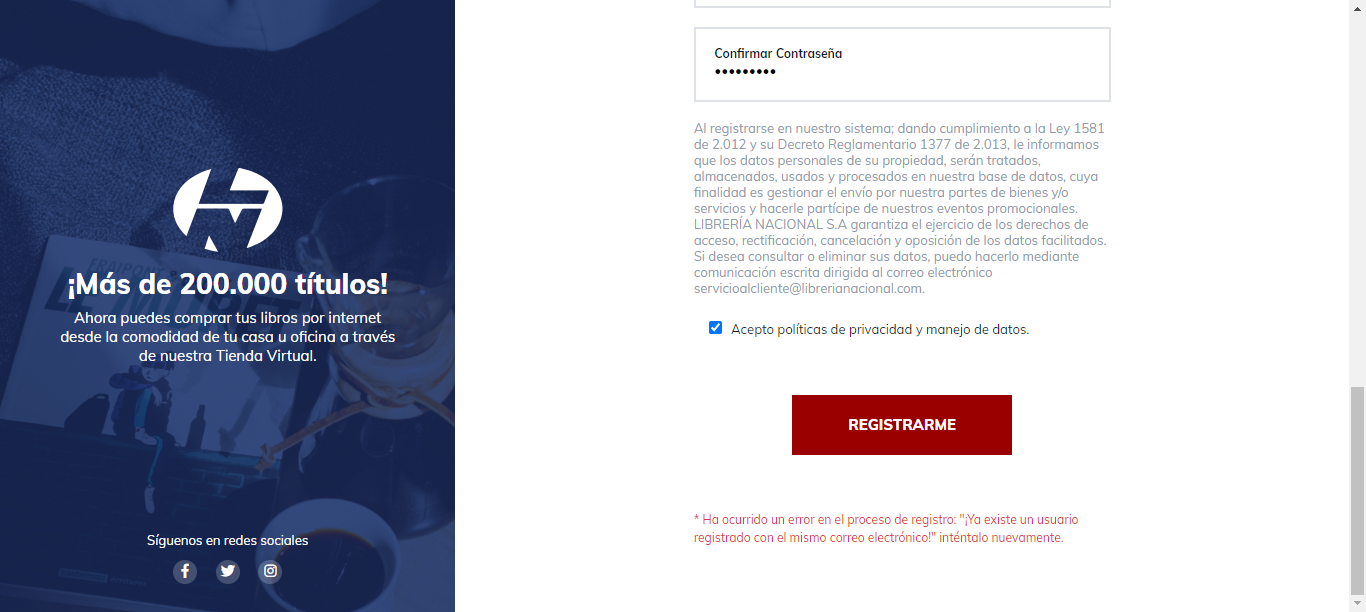 ¡Más de 200.000 títulos!
Ahora puedes comprar tus libros por internet
desde la comodidad de tu casa u oficina a través
de nuestra Tienda Virtual.
Síguenos en redes sociales
Confirmar Contraseña
•••••••••
Al registrarse en nuestro sistema; dando cumplimiento a la Ley 1581
de 2.012 y su Decreto Reglamentario 1377 de 2.013, le informamos
que los datos personales de su propiedad, serán tratados,
almacenados, usados y procesados en nuestra base de datos, cuya
finalidad es gestionar el envío por nuestra partes de bienes y/o
servicios y hacerle partícipe de nuestros eventos promocionales.
LIBRERÍA NACIONAL S.A garantiza el ejercicio de los derechos de
acceso, rectificación, cancelación y oposición de los datos facilitados.
Si desea consultar o eliminar sus datos, puedo hacerlo mediante
comunicación escrita dirigida al correo electrónico
servicioalcliente@librerianacional.com.
Acepto políticas de privacidad y manejo de datos.
REGISTRARME
* Ha ocurrido un error en el proceso de registro: "¡Ya existe un usuario
registrado con el mismo correo electrónico!" inténtalo nuevamente.